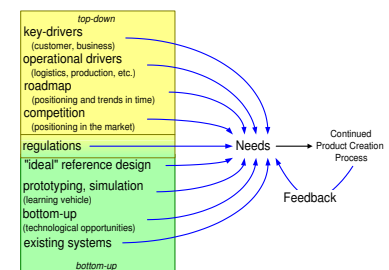 top-down
key-drivers
(customer, business)
operational drivers
(logistics, production, etc.)
roadmap
(positioning and trends in time)
competition
(positioning in the market)
regulations
"ideal" reference design
prototyping, simulation
(learning vehicle)
bottom-up
(technological opportunities)
existing systems
bottom-up
Needs
Continued
Product Creation
Process
Feedback